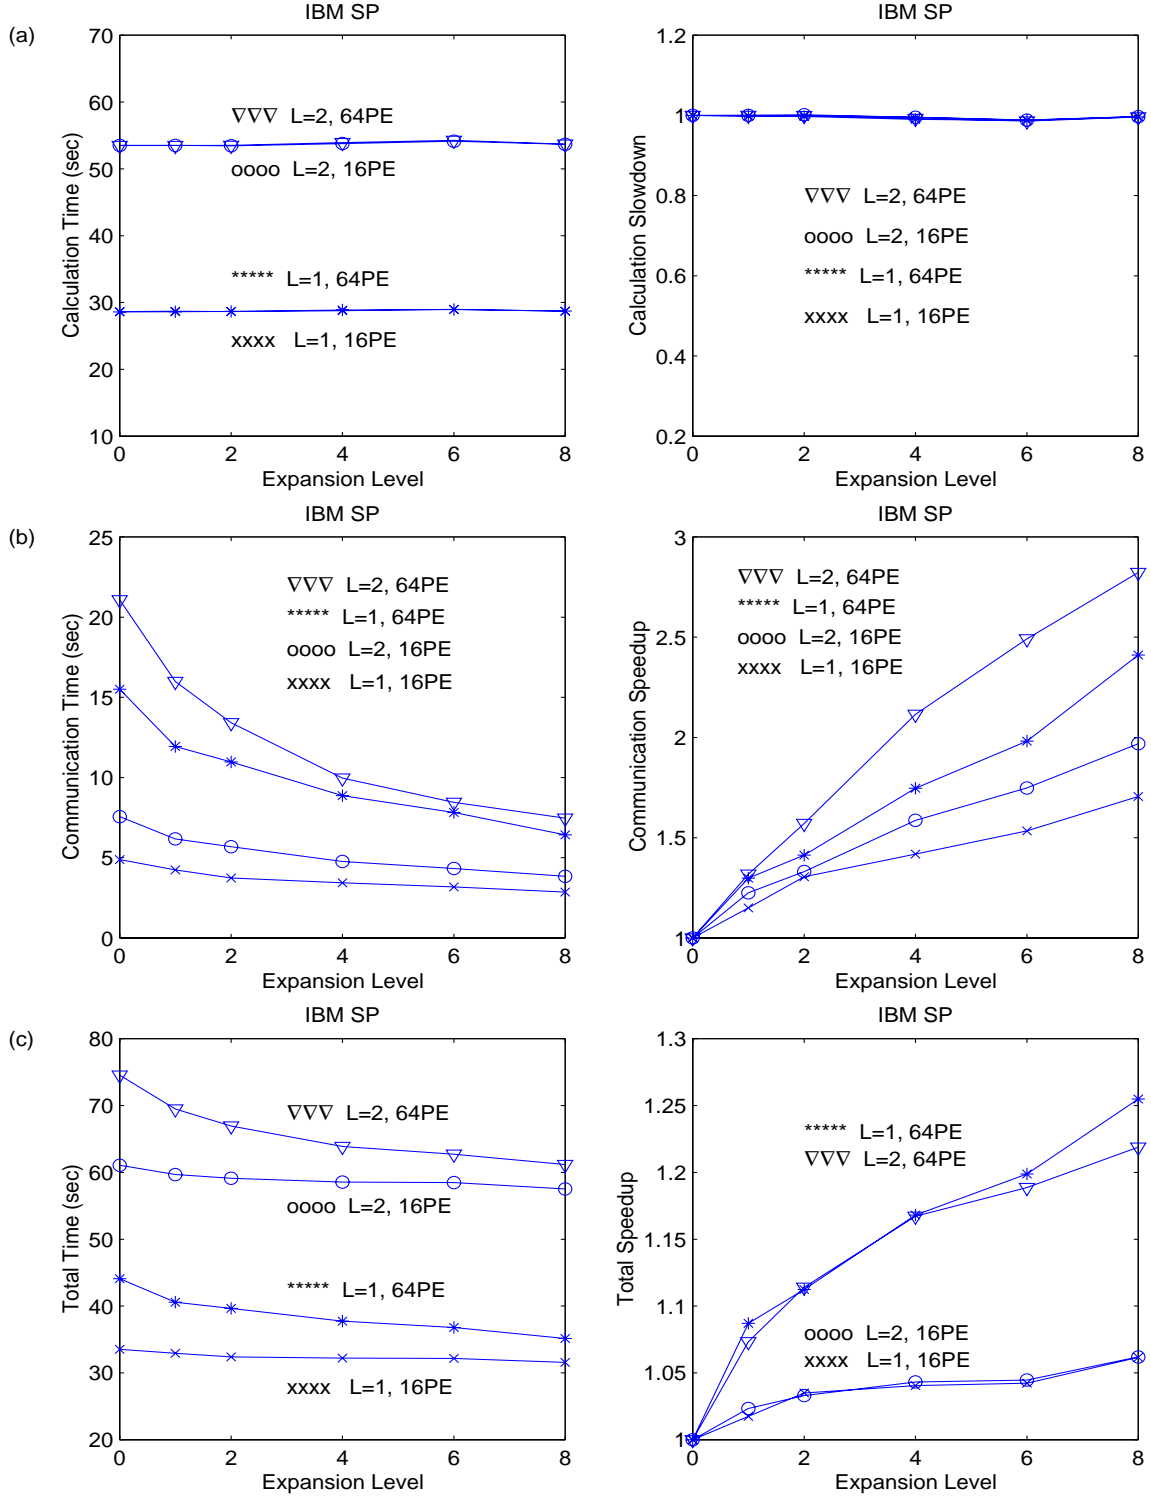 IBM SP
IBM SP
(a)
70
60
50
40
30
20
10
0
2
4
6
8
Calculation Time (sec)
Expansion Level
∇∇∇ L=2, 64PE
oooo L=2, 16PE
***** L=1, 64PE
xxxx L=1, 16PE
1.2
1
0.8
0.6
0.4
0.2
0
2
4
6
8
Calculation Slowdown
Expansion Level
∇∇∇ L=2, 64PE
oooo L=2, 16PE
***** L=1, 64PE
xxxx L=1, 16PE
IBM SP
IBM SP
(b)
25
20
15
10
5
0
0
2
4
6
8
Communication Time (sec)
Expansion Level
∇∇∇ L=2, 64PE
***** L=1, 64PE
oooo L=2, 16PE
xxxx L=1, 16PE
3
2.5
2
1.5
1
0
2
4
6
8
Communication Speedup
Expansion Level
∇∇∇ L=2, 64PE
***** L=1, 64PE
oooo L=2, 16PE
xxxx L=1, 16PE
IBM SP
IBM SP
(c)
80
70
60
50
40
30
20
0
2
4
6
8
Total Time (sec)
Expansion Level
∇∇∇ L=2, 64PE
oooo L=2, 16PE
***** L=1, 64PE
xxxx L=1, 16PE
1.3
1.25
1.2
1.15
1.1
1.05
1
0
2
4
6
8
Total Speedup
Expansion Level
***** L=1, 64PE
∇∇∇ L=2, 64PE
oooo L=2, 16PE
xxxx L=1, 16PE